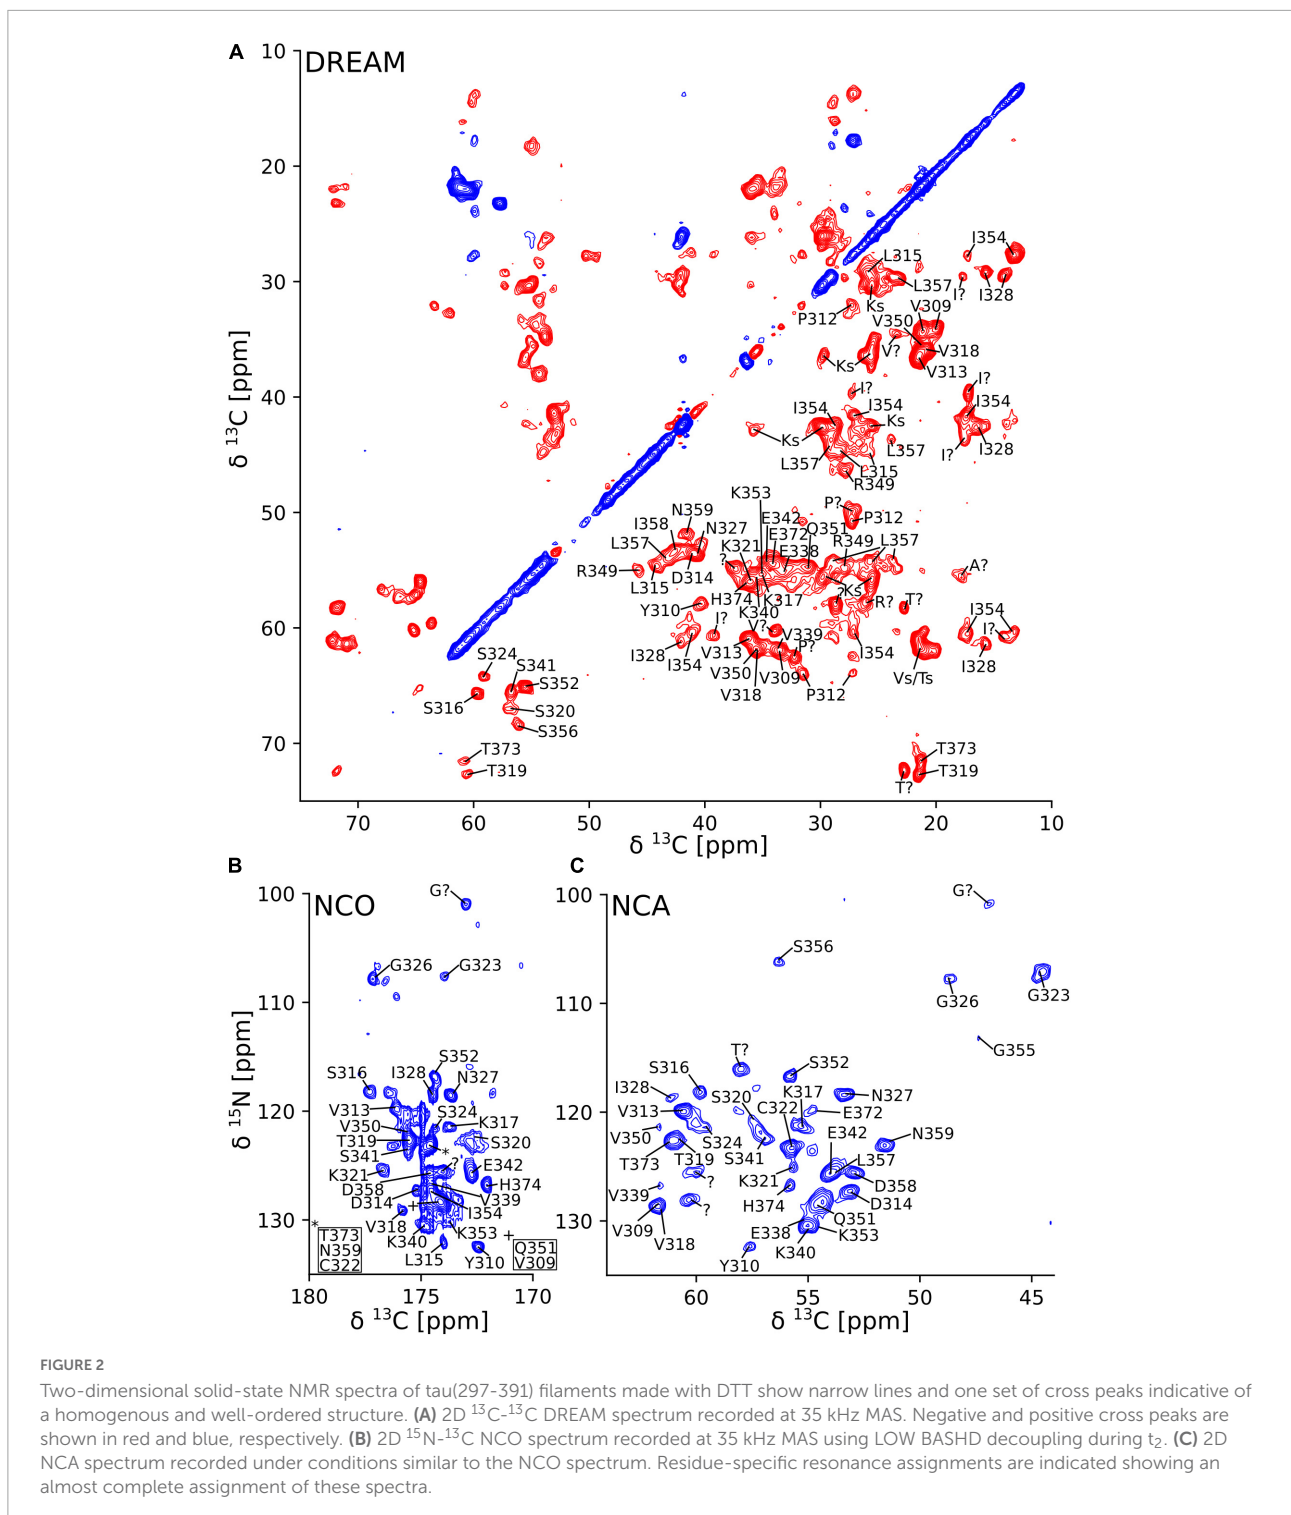 A
DREAM
10
20
30
40
50
60
70
δ ¹³C [ppm]
70
60
50
40
30
20
10
δ ¹³C [ppm]
I354
L315
L357
I?
I328
Ks
V309
P312
V350
V?
V318
V313
Ks
I?
I?
I354
I354
I354
Ks
Ks
L357
L315
L357
I?
I328
R349
K353
P?
P312
N359
E342
I358
N327
K321
E372
Q351
R349
L357
L357
?
E338
R349
L315
D314
A?
Y310
H374
K317
Ks
?
R?
T?
K340
I?
V?
V339
I354
I?
I328
I354
V313
P?
V350
V309
I354
I328
V318
P312
Vs/Ts
S324
S341
S352
S316
S320
S356
T373
T319
T373
T319
T?
B
NCO
100
110
120
130
δ ¹⁵N [ppm]
180
175
170
δ ¹³C [ppm]
G?
G326
G323
S352
S316
I328
N327
V313
S324
K317
V350
T319
S320
S341
*
?
E342
K321
H374
D358
V339
D314
+
I354
V318
K353
+
K340
L315
Y310
*
T373
N359
C322
Q351
V309
C
NCA
100
110
120
130
60
55
50
45
δ ¹³C [ppm]
G?
S356
G326
G323
G355
T?
S352
S316
K317
I328
S320
N327
V313
C322
E372
V350
S324
E342
N359
T373
T319
S341
L357
K321
D358
?
V339
H374
D314
?
V309
Q351
V318
E338
K353
K340
Y310
FIGURE 2
Two-dimensional solid-state NMR spectra of tau(297-391) filaments made with DTT show narrow lines and one set of cross peaks indicative of
a homogenous and well-ordered structure. (A) 2D ¹³C-¹³C DREAM spectrum recorded at 35 kHz MAS. Negative and positive cross peaks are
shown in red and blue, respectively. (B) 2D ¹⁵N-¹³C NCO spectrum recorded at 35 kHz MAS using LOW BASHD decoupling during t₂. (C) 2D
NCA spectrum recorded under conditions similar to the NCO spectrum. Residue-specific resonance assignments are indicated showing an
almost complete assignment of these spectra.